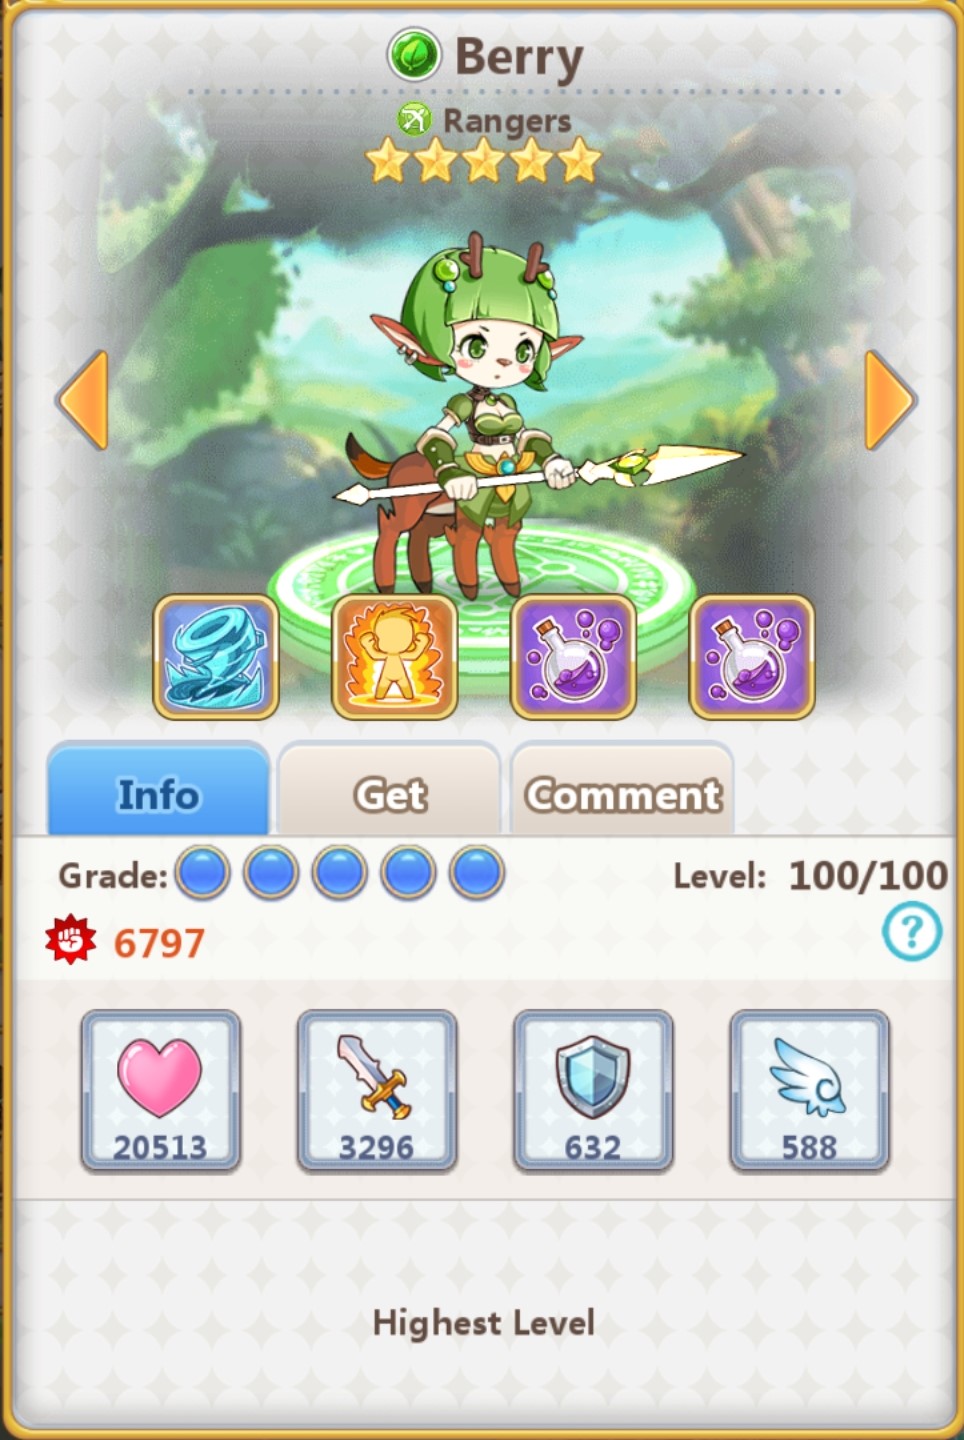 Berry
Rangers
Info
Get
Comment
Grade:
Level: 100/100
6797
?
20513
3296
632
588
Highest Level